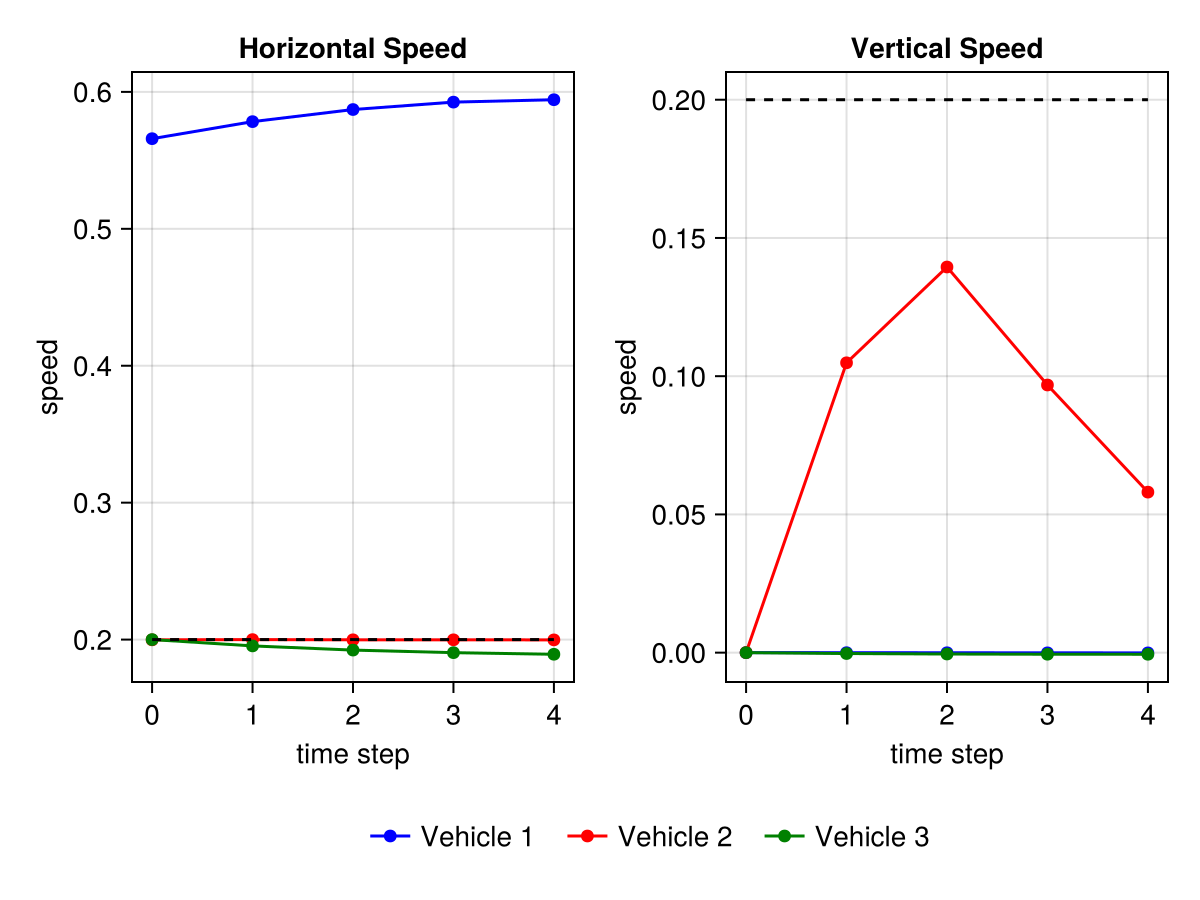 Horizontal Speed
0.6
0.5
0.4
0.3
0.2
speed
0 1 2 3 4
time step
Vertical Speed
0.20
0.15
0.10
0.05
0.00
speed
0 1 2 3 4
time step
Vehicle 1 Vehicle 2 Vehicle 3